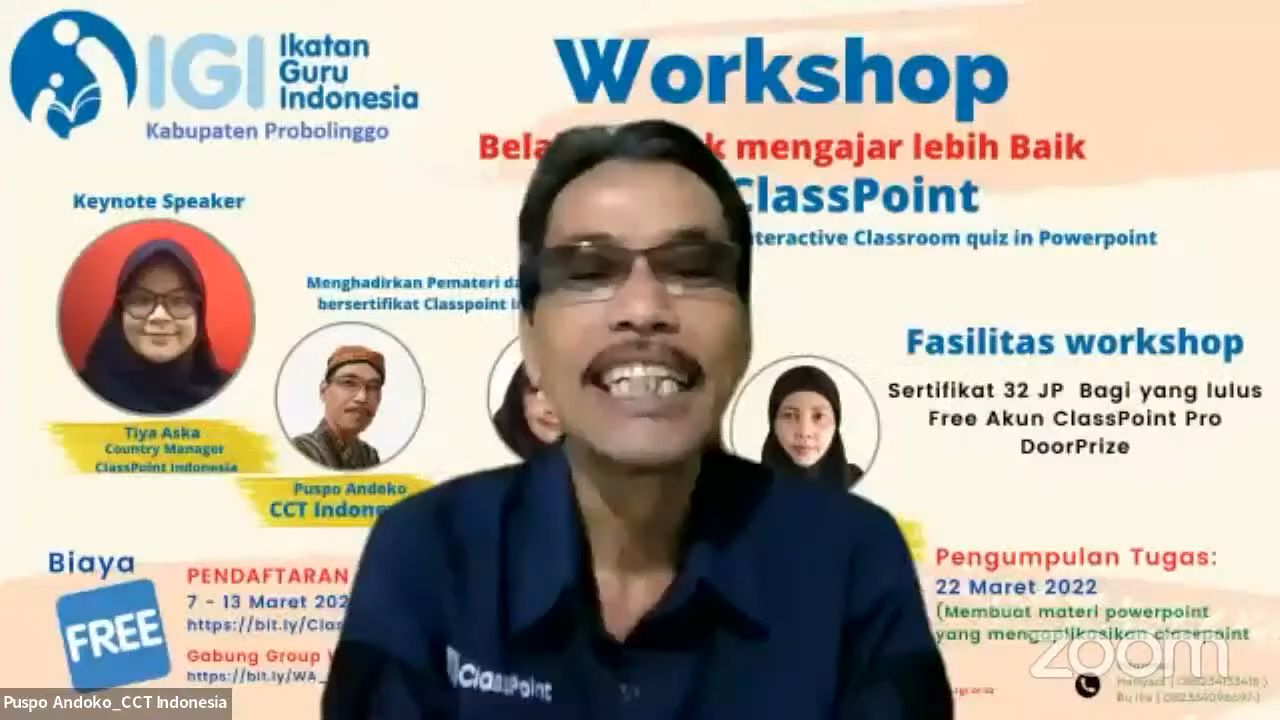 IGI
Ikatan
Guru
Indonesia
Kabupaten Probolinggo
Workshop
mengajar lebih Baik
ClassPoint
nteractive Classroom quiz in Powerpoint
Keynote Speaker
Menghadirkan Pemateri
bersertifikat Classpoint
Tiya Aska
Country Manager
ClassPoint Indonesia
Puspo Andoko
CCT
Fasilitas workshop
Sertifikat 32 JP Bagi yang lulus
Free Akun ClassPoint Pro
DoorPrize
Biaya
FREE
PENDAFTARAN
7 - 13 Maret 202
https://bit.ly/Clas
Gabung Group
https://bit.ly/WA_
Pengumpulan Tugas:
22 Maret 2022
(Membuat materi powerpoint
yang mengaplikasikan classpoint
zoom
ClassPoint
Puspo Andoko_CCT Indonesia